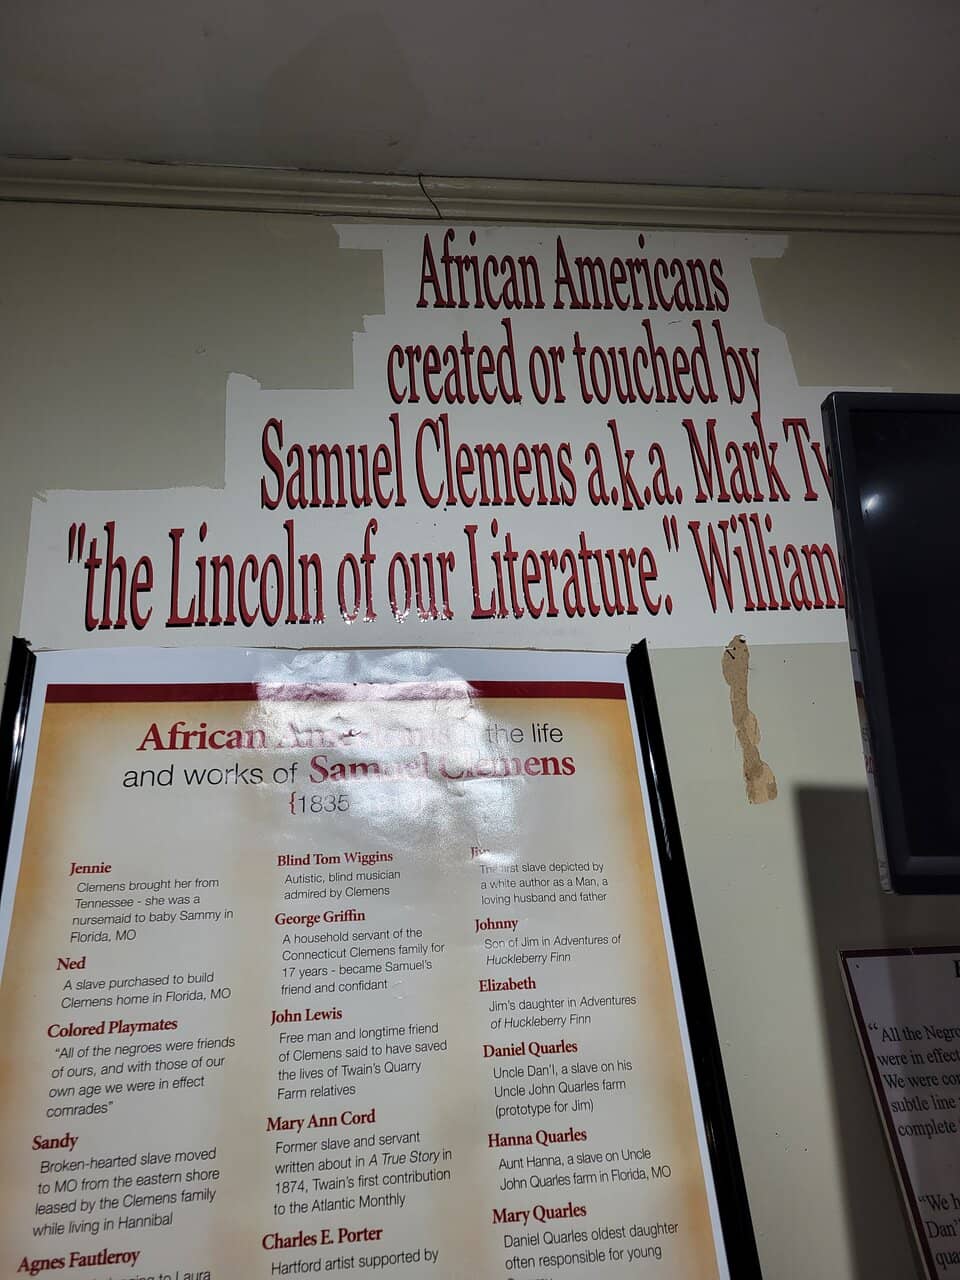 African Americans
created or touched by
Samuel Clemens a.k.a. Mark
"the Lincoln of our Literature." William
African Americans the life
and works of Samuel Clemens
{1835
Jennie
Clemens brought her from
Tennessee - she was a
nursemaid to baby Sammy in
Florida, MO
Ned
A slave purchased to build
Clemens home in Florida, MO
Colored Playmates
"All of the negroes were friends
of ours, and with those of our
own age we were in effect
comrades"
Sandy
Broken-hearted slave moved
to MO from the eastern shore
leased by the Clemens family
while living in Hannibal
Agnes Fautleroy
to Laura
Blind Tom Wiggins
Autistic, blind musician
admired by Clemens
George Griffin
A household servant of the
Connecticut Clemens family for
17 years - became Samuel's
friend and confidant
John Lewis
Free man and longtime friend
of Clemens said to have saved
the lives of Twain's Quarry
Farm relatives
Mary Ann Cord
Former slave and servant
written about in A True Story in
1874, Twain's first contribution
to the Atlantic Monthly
Charles E. Porter
Hartford artist supported by
Jim
The first slave depicted by
a white author as a Man, a
loving husband and father
Johnny
Son of Jim in Adventures of
Huckleberry Finn
Elizabeth
Jim's daughter in Adventures
of Huckleberry Finn
Daniel Quarles
Uncle Dan'l, a slave on his
Uncle John Quarles farm
(prototype for Jim)
Hanna Quarles
Aunt Hanna, a slave on Uncle
John Quarles farm in Florida, MO
Mary Quarles
Daniel Quarles oldest daughter
often responsible for young
"All the
were in
We were
subtle line
complete
"We